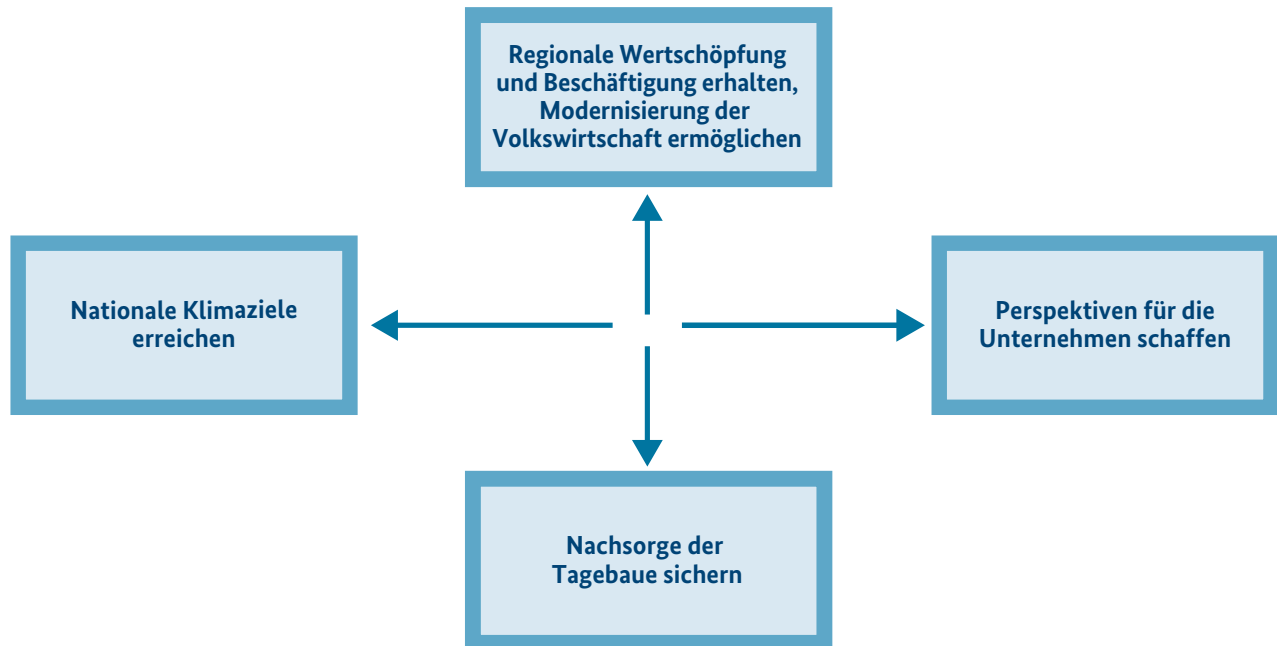 Regionale Wertschöpfung
und Beschäftigung erhalten,
Modernisierung der
Volkswirtschaft ermöglichen
Nationale Klimaziele
erreichen
Perspektiven für die
Unternehmen schaffen
Nachsorge der
Tagebaue sichern